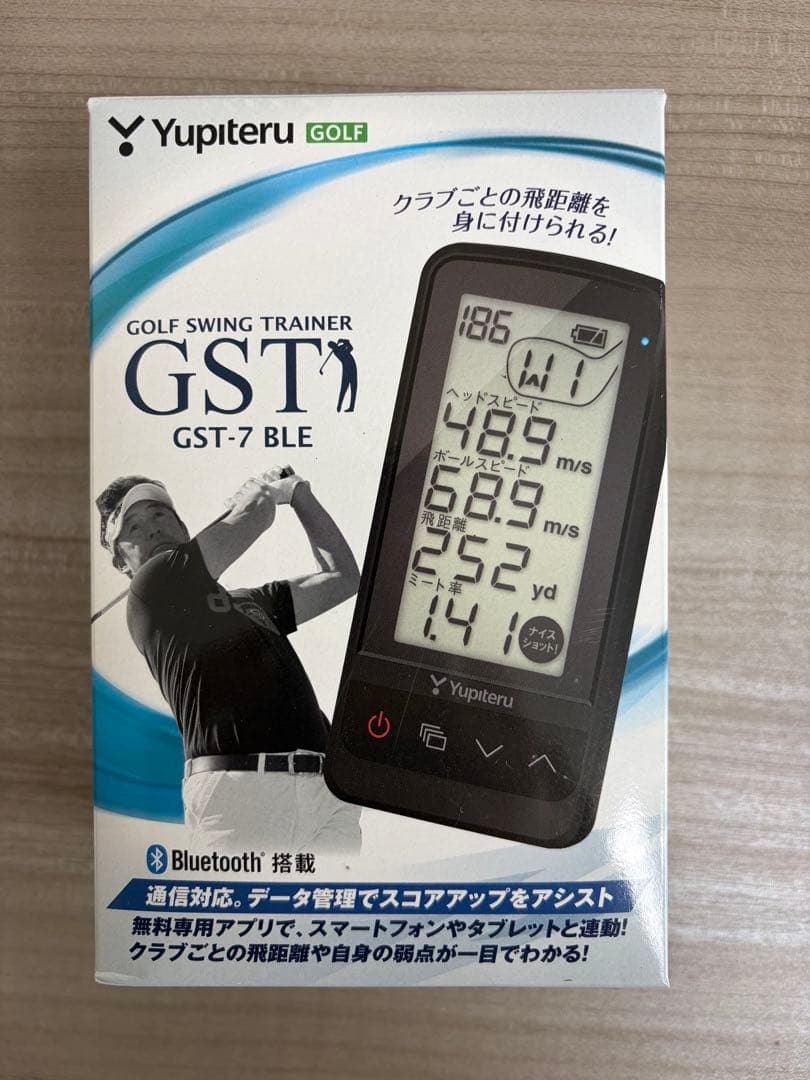 Yupiteru GOLF
クラブごとの飛距離を
身に付けられる!
GOLF SWING TRAINER
GST
GST-7 BLE
186
W1
ヘッドスピード
48.9 m/s
ボールスピード
68.9 m/s
飛距離
252 yd
ミート率
1.41
ナイス
ショット!
Yupiteru
Bluetooth® 搭載
通信対応。データ管理でスコアアップをアシスト
無料専用アプリで、スマートフォンやタブレットと連動!
クラブごとの飛距離や自身の弱点が一目でわかる!